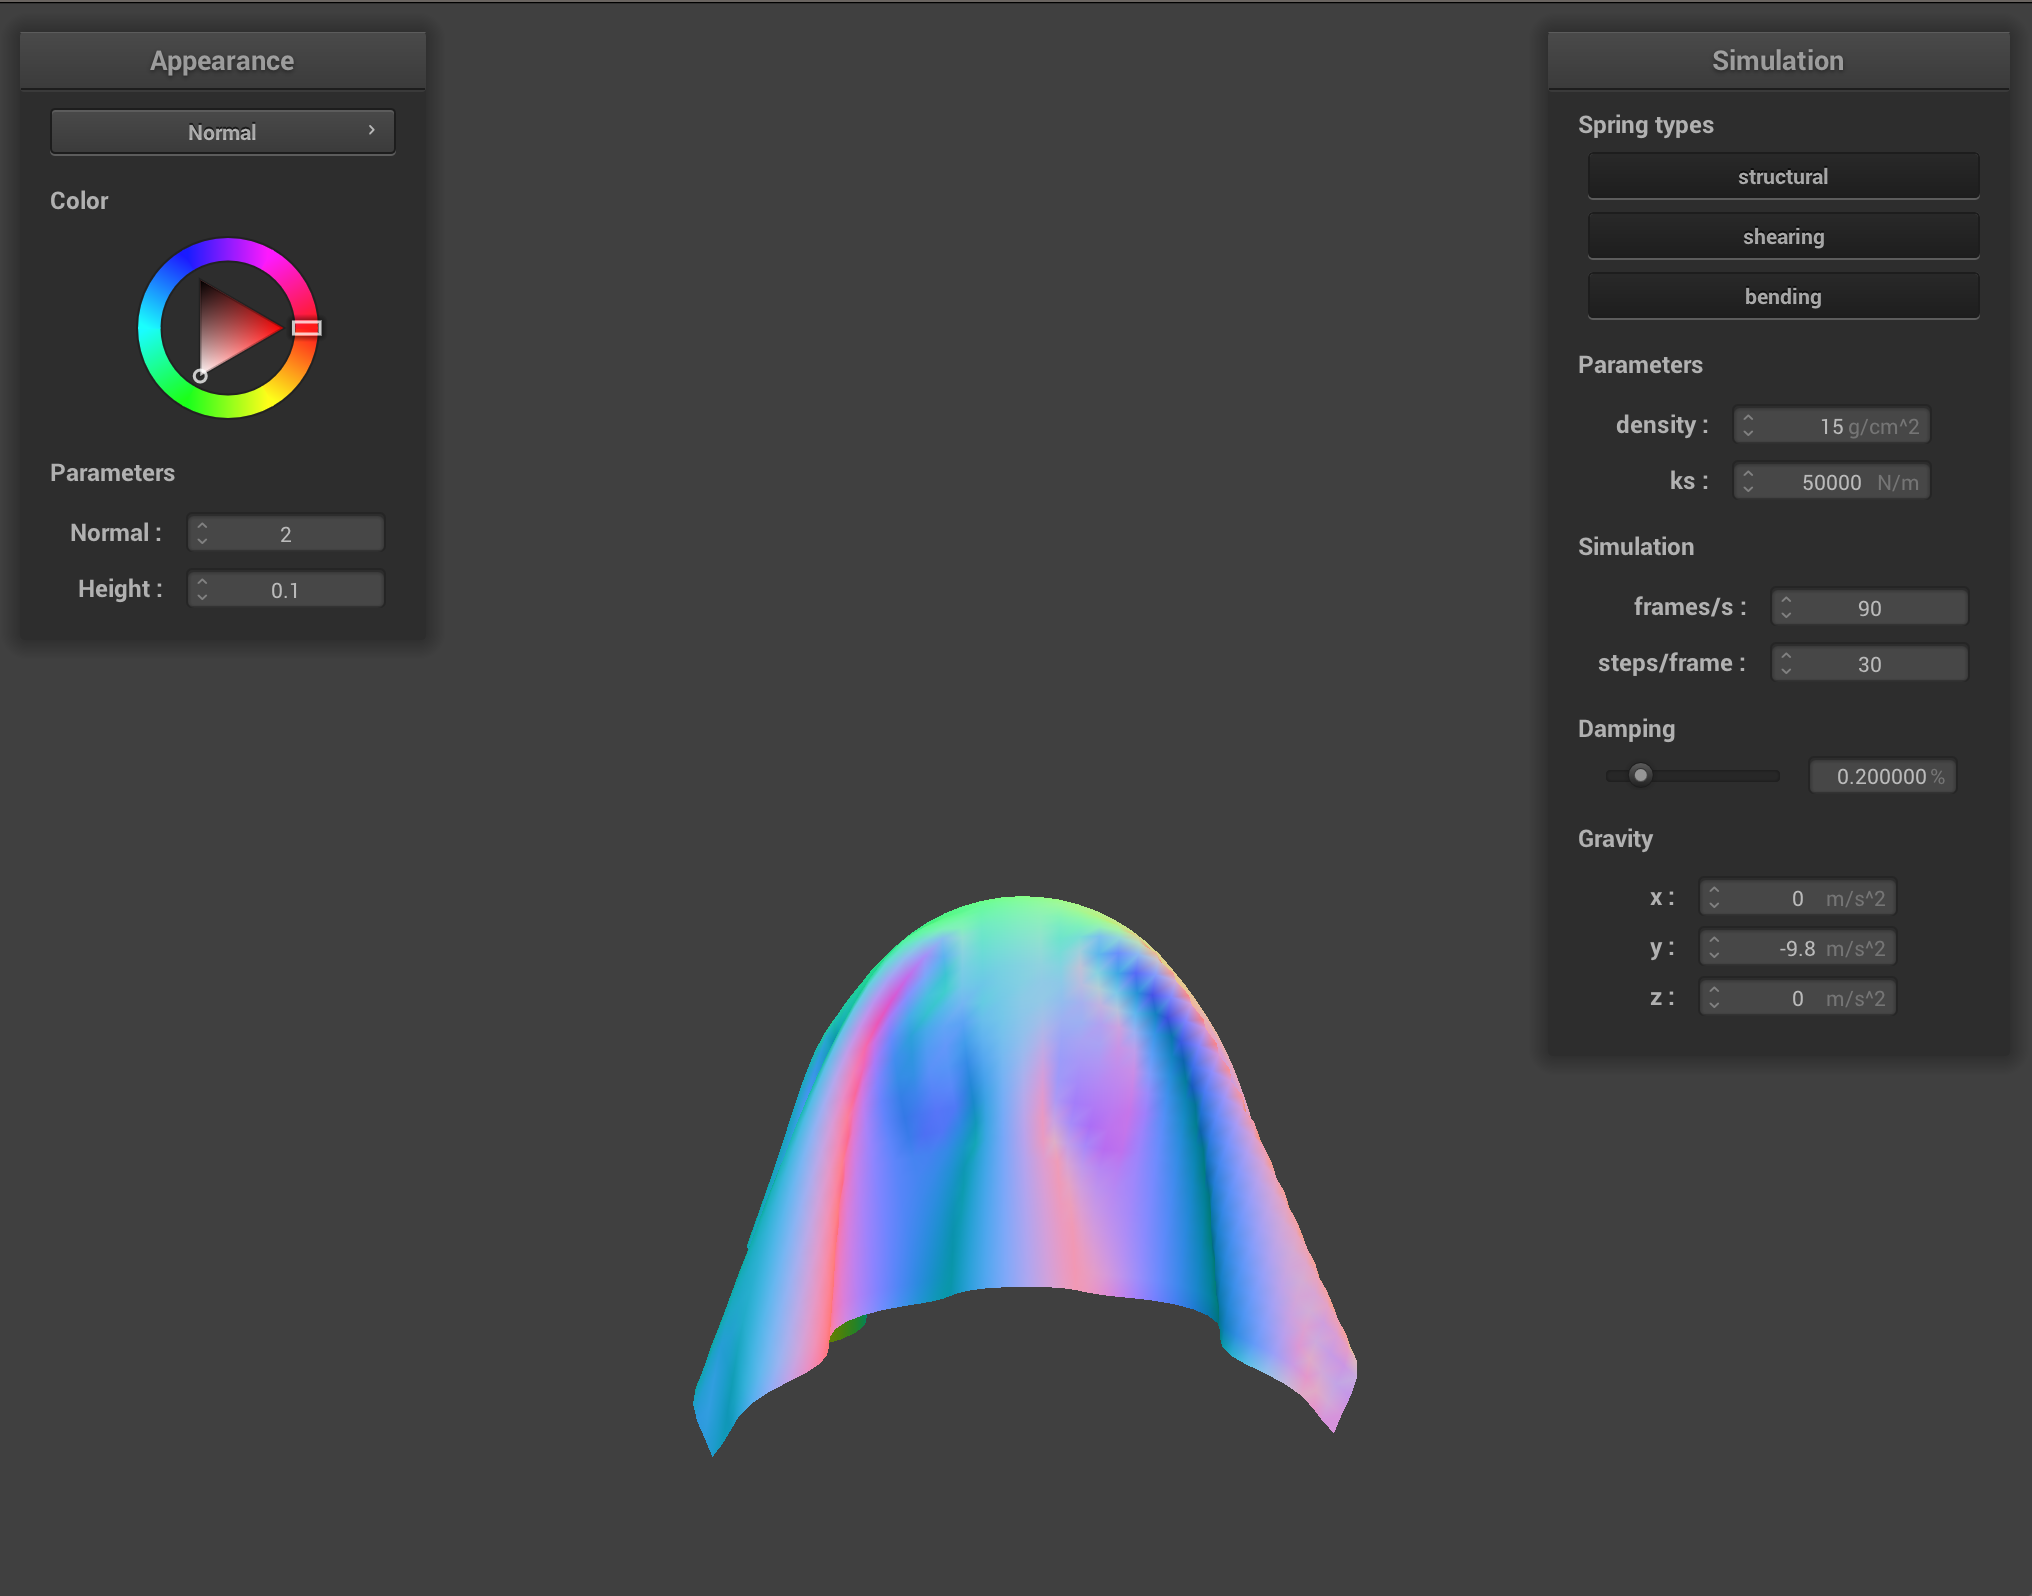 Appearance
Normal
Color
Parameters
Normal :
2
Height :
0.1
Simulation
Spring types
structural
shearing
bending
Parameters
density :
15 g/cm^2
ks :
50000 N/m
Simulation
frames/s :
90
steps/frame :
30
Damping
0.200000 %
Gravity
x :
0 m/s^2
y :
-9.8 m/s^2
z :
0 m/s^2